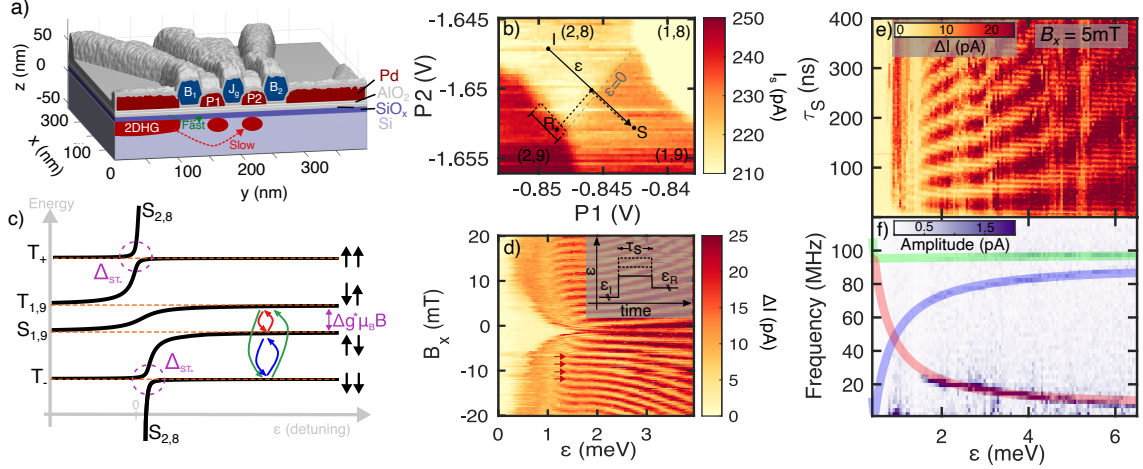 a)
z (nm)
50
0
-50
300
100
x (nm)
0
100
200
300
y (nm)
B1
P1
Jg
P2
B2
2DHG
Fast
Slow
Pd
AlO2
SiOx
Si
b)
P2 (V)
-1.645
-1.65
-1.655
-0.85
-0.845
-0.84
P1 (V)
I
(2,8)
(1,8)
ε
ε=0
R
S
(2,9)
(1,9)
250
240
230
220
210
Is (pA)
c)
Energy
S2,8
T+
ΔST-
T1,9
S1,9
Δg*μBB
ΔST-
T-
0
ε (detuning)
S2,8
↑↑
↓↑
↑↓
↓↓
d)
Bx (mT)
20
10
0
-10
-20
0
1
2
3
ε (meV)
τS
ε
εI
εR
time
25
20
15
10
5
0
ΔI (pA)
e)
0
20
ΔI (pA)
Bx = 5mT
τS (ns)
400
300
200
100
0
f)
0.5
1.5
Amplitude (pA)
Frequency (MHz)
100
80
60
40
20
2
4
6
ε (meV)